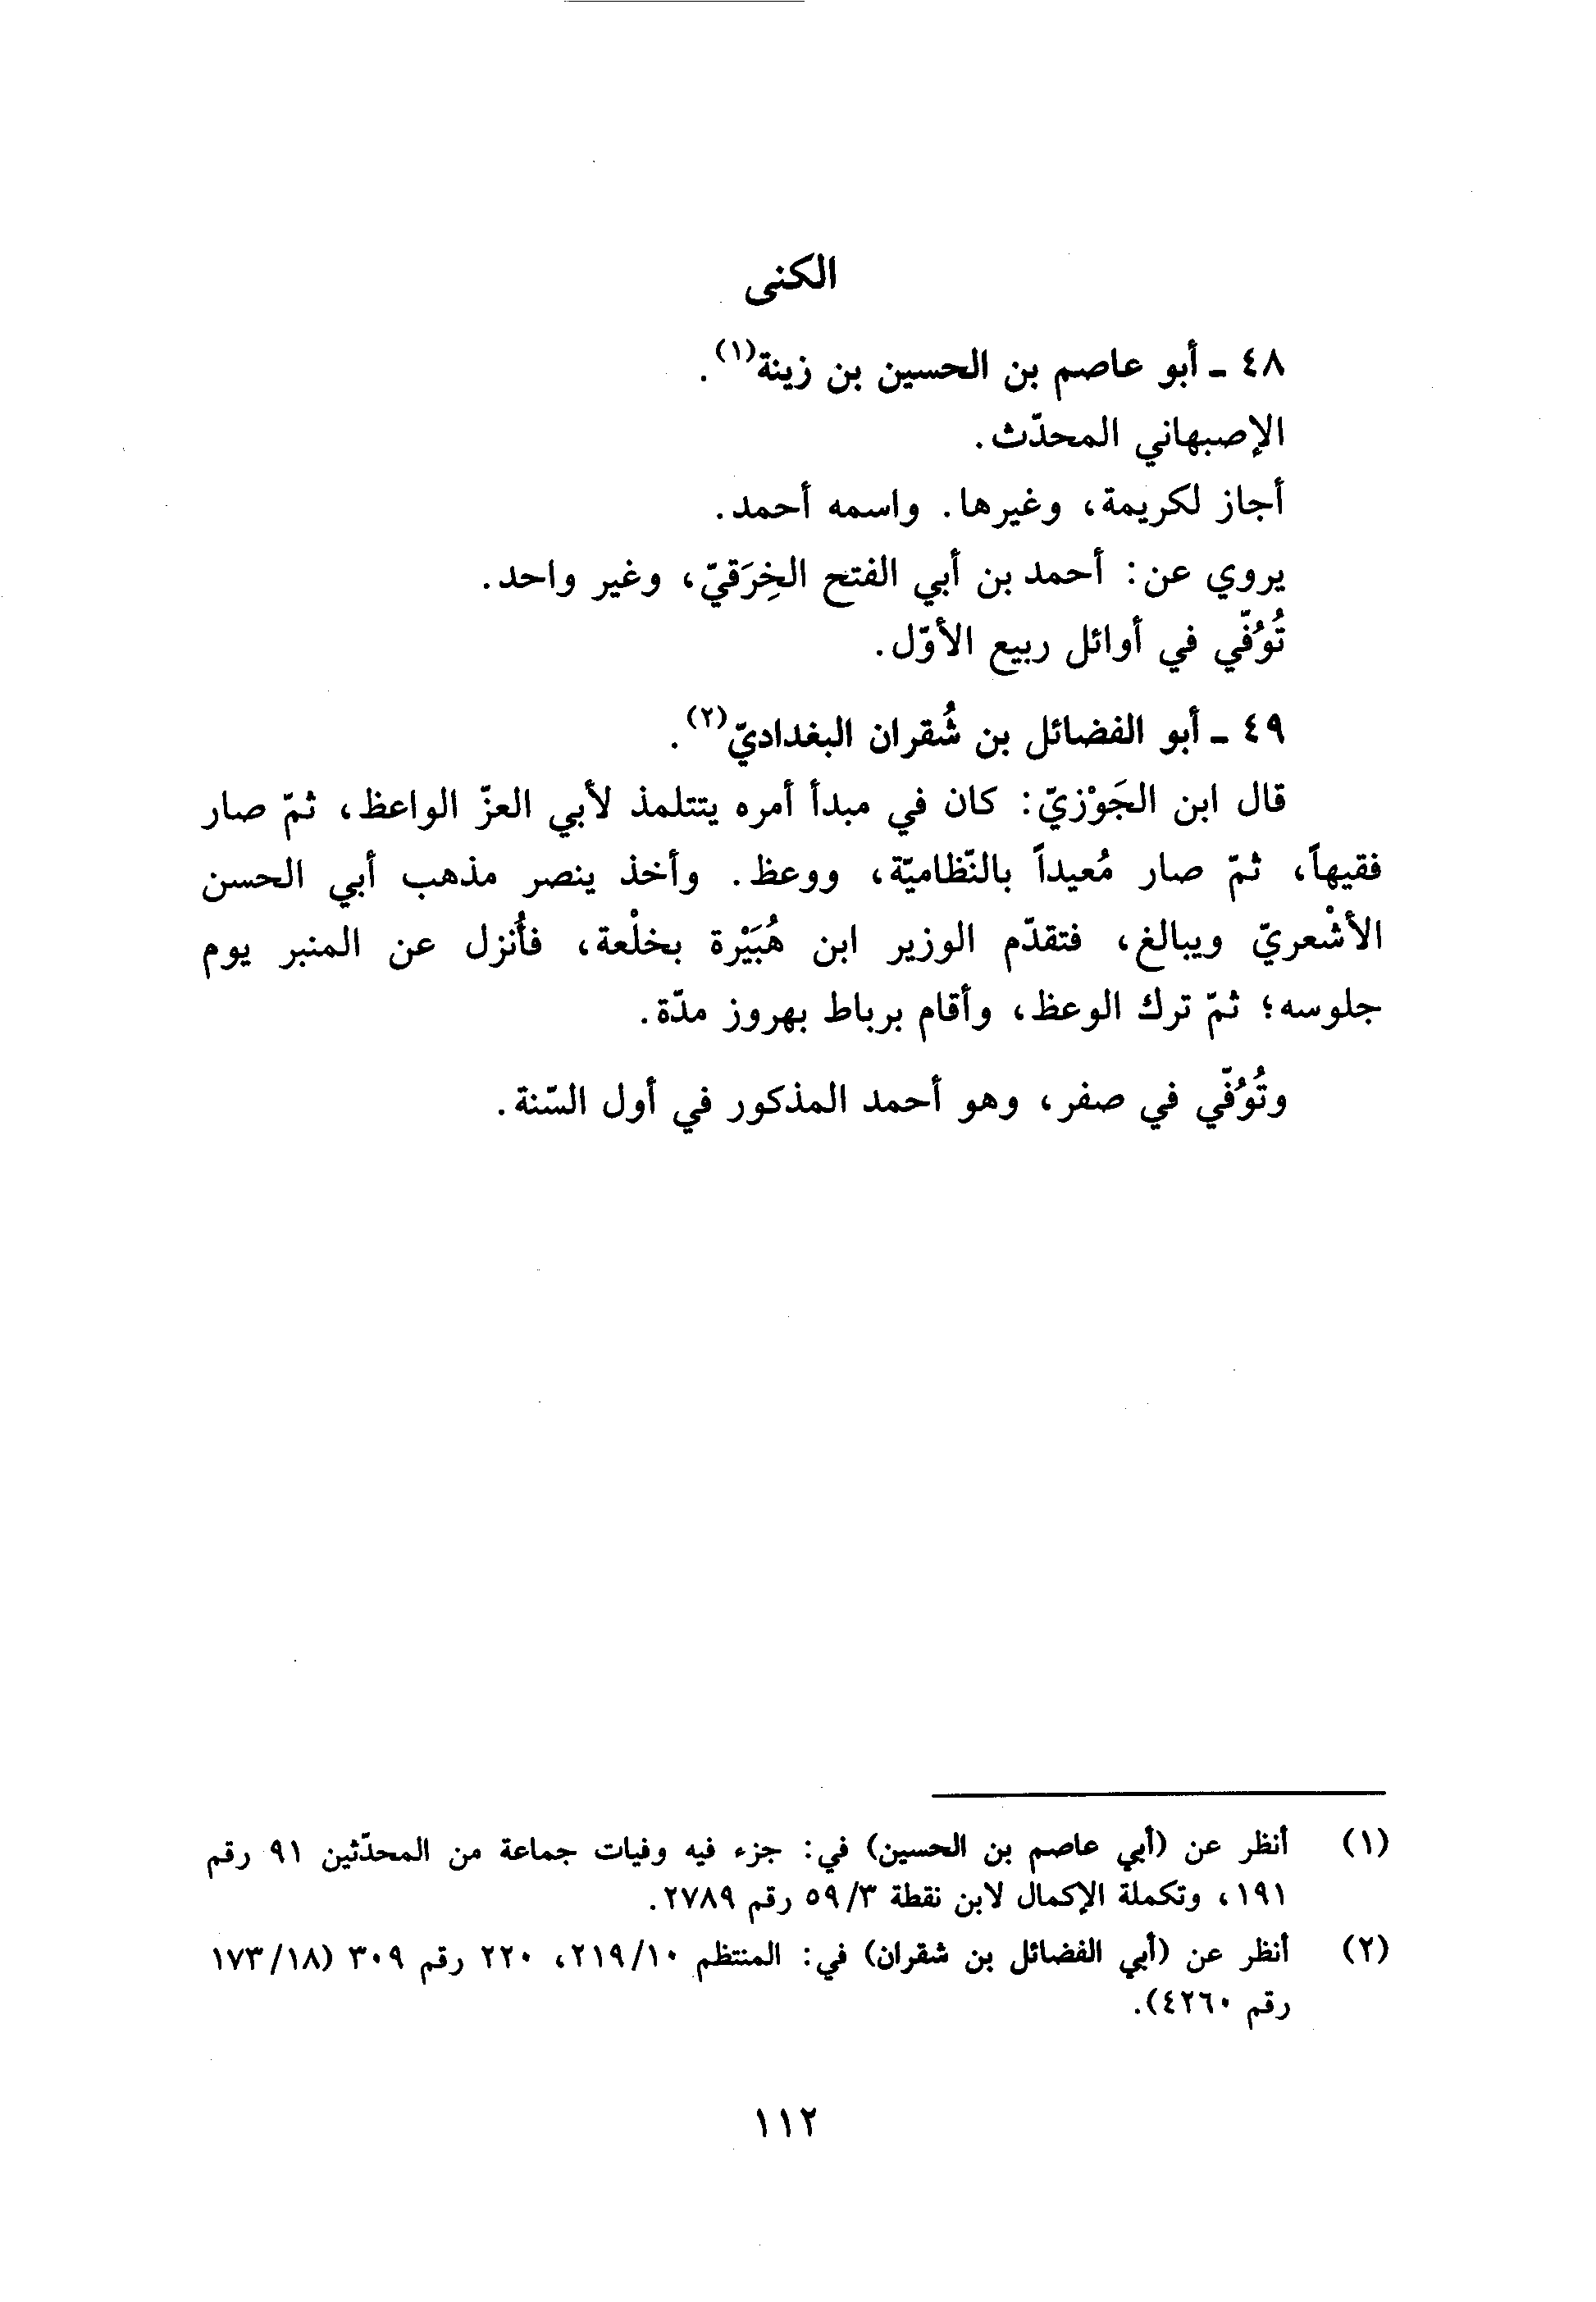 الكنى
٤٨ - أبو عاصم بن الحسين بن زينة(١).
الإصبهاني المحدّث.
أجاز لكريمة، وغيرها. واسمه أحمد.
يروي عن: أحمد بن أبي الفتح الخِرَقيّ، وغير واحد.
تُوُفّي في أوائل ربيع الأوّل.
٤٩ - أبو الفضائل بن شُقران البغداديّ(٢).
قال ابن الجَوْزيّ: كان في مبدأ أمره يتتلمذ لأبي العزّ الواعظ، ثمّ صار
فقيهاً، ثمّ صار مُعيداً بالنّظاميّة، ووعظ. وأخذ ينصر مذهب أبي الحسن
الأشْعريّ ويبالغ، فتقدّم الوزير ابن هُبَيْرة بخلْعة، فأُنزل عن المنبر يوم
جلوسه؛ ثمّ ترك الوعظ، وأقام برباط بهروز مدّة.
وتُوُفّي في صفر، وهو أحمد المذكور في أول السّنة.
(١) أنظر عن (أبي عاصم بن الحسين) في: جزء فيه وفيات جماعة من المحدّثين ٩١ رقم
١٩١، وتكملة الإكمال لابن نقطة ٥٩/٣ رقم ٢٧٨٩.
(٢) أنظر عن (أبي الفضائل بن شقران) في: المنتظم ٢١٩/١٠، ٢٢٠ رقم ٣٠٩ (١٧٣/١٨
رقم ٤٢٦٠).
١١٢